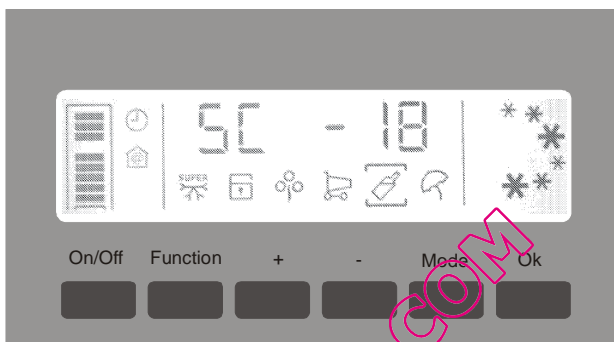 SC - 18
SUPER
On/Off Function + - Mode Ok
COM